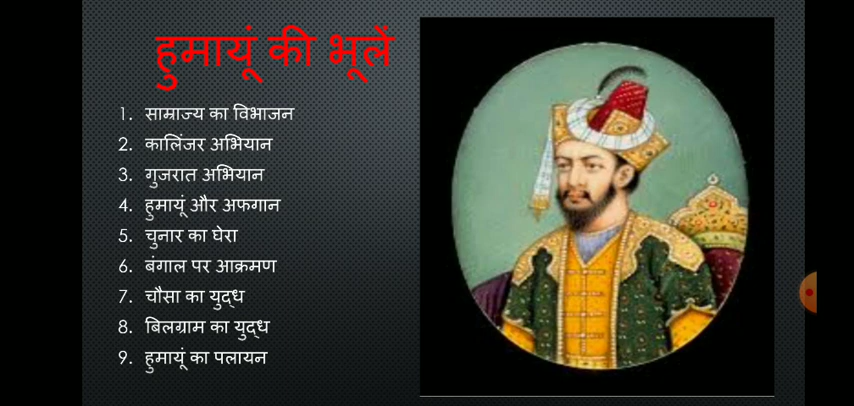 हुमायूं की भूलें
1. साम्राज्य का विभाजन
2. कालिंजर अभियान
3. गुजरात अभियान
4. हुमायूं और अफगान
5. चुनार का घेरा
6. बंगाल पर आक्रमण
7. चौसा का युद्ध
8. बिलग्राम का युद्ध
9. हुमायूं का पलायन